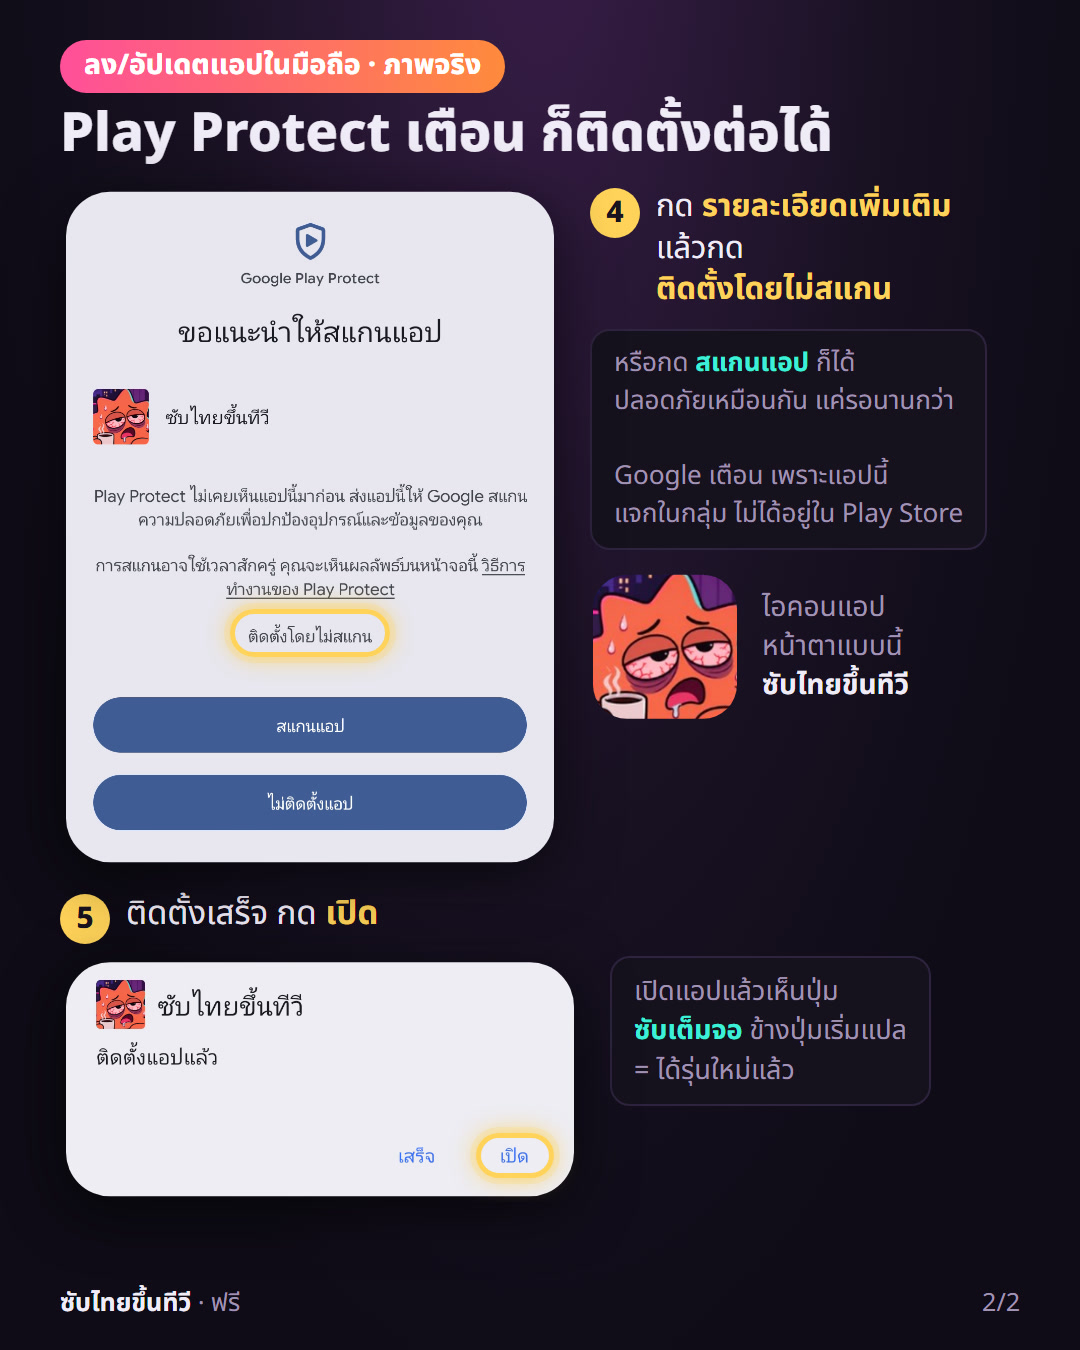 ลง/อัปเดตแอปในมือถือ · ภาพจริง
Play Protect เตือน ก็ติดตั้งต่อได้
Google Play Protect
ขอแนะนำให้สแกนแอป
ซับไทยขึ้นทีวี
Play Protect ไม่เคยเห็นแอปนี้มาก่อน ส่งแอปนี้ให้ Google สแกน
ความปลอดภัยเพื่อปกป้องอุปกรณ์และข้อมูลของคุณ
การสแกนอาจใช้เวลาสักครู่ คุณจะเห็นผลลัพธ์บนหน้าจอนี้ วิธีการ
ทำงานของ Play Protect
ติดตั้งโดยไม่สแกน
สแกนแอป
ไม่ติดตั้งแอป
4
กด รายละเอียดเพิ่มเติม
แล้วกด
ติดตั้งโดยไม่สแกน
หรือกด สแกนแอป ก็ได้
ปลอดภัยเหมือนกัน แค่รอนานกว่า
Google เตือน เพราะแอปนี้
แจกในกลุ่ม ไม่ได้อยู่ใน Play Store
ไอคอนแอป
หน้าตาแบบนี้
ซับไทยขึ้นทีวี
5
ติดตั้งเสร็จ กด เปิด
ซับไทยขึ้นทีวี
ติดตั้งแอปแล้ว
เสร็จ
เปิด
เปิดแอปแล้วเห็นปุ่ม
ซับเต็มจอ ข้างปุ่มเริ่มแปล
= ได้รุ่นใหม่แล้ว
ซับไทยขึ้นทีวี · ฟรี
2/2